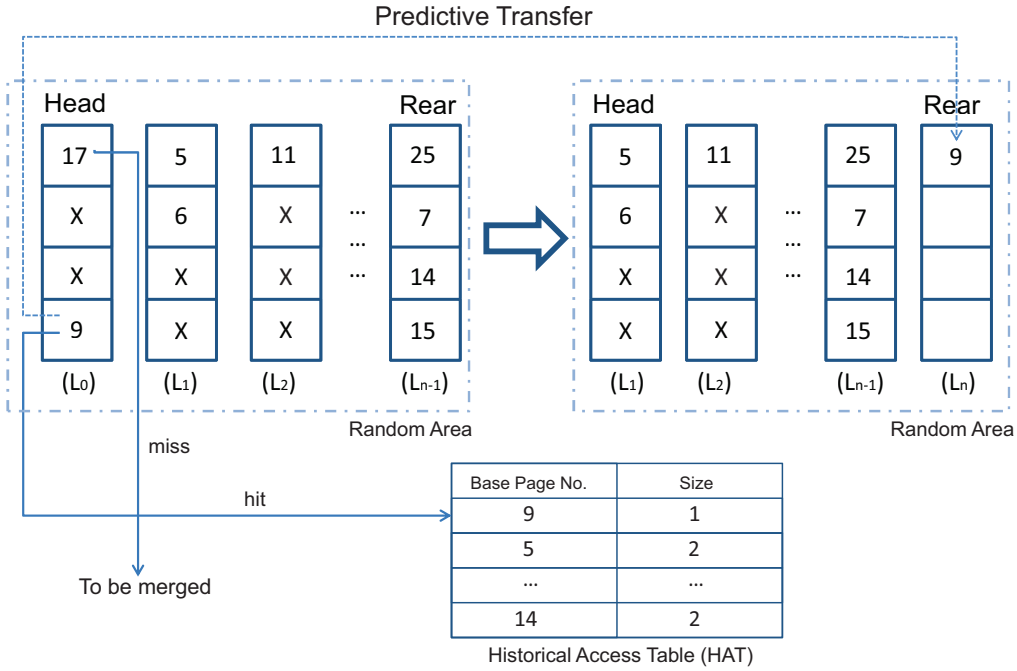 Predictive Transfer
Head Rear
17 5 11 25
X 6 X ... 7
...
X X X ... 14
9 X X 15
(L0) (L1) (L2) (Ln-1)
Random Area
Head Rear
5 11 25 9
6 X ... 7
...
X X ... 14
X X 15
(L1) (L2) (Ln-1) (Ln)
Random Area
miss
hit
To be merged
Base Page No. Size
9 1
5 2
... ...
14 2
Historical Access Table (HAT)